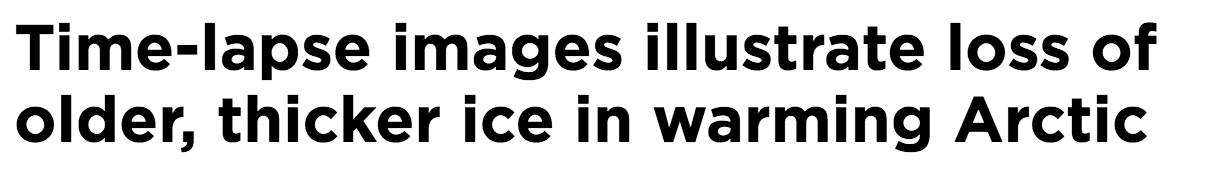 Time-lapse images illustrate loss of
older, thicker ice in warming Arctic